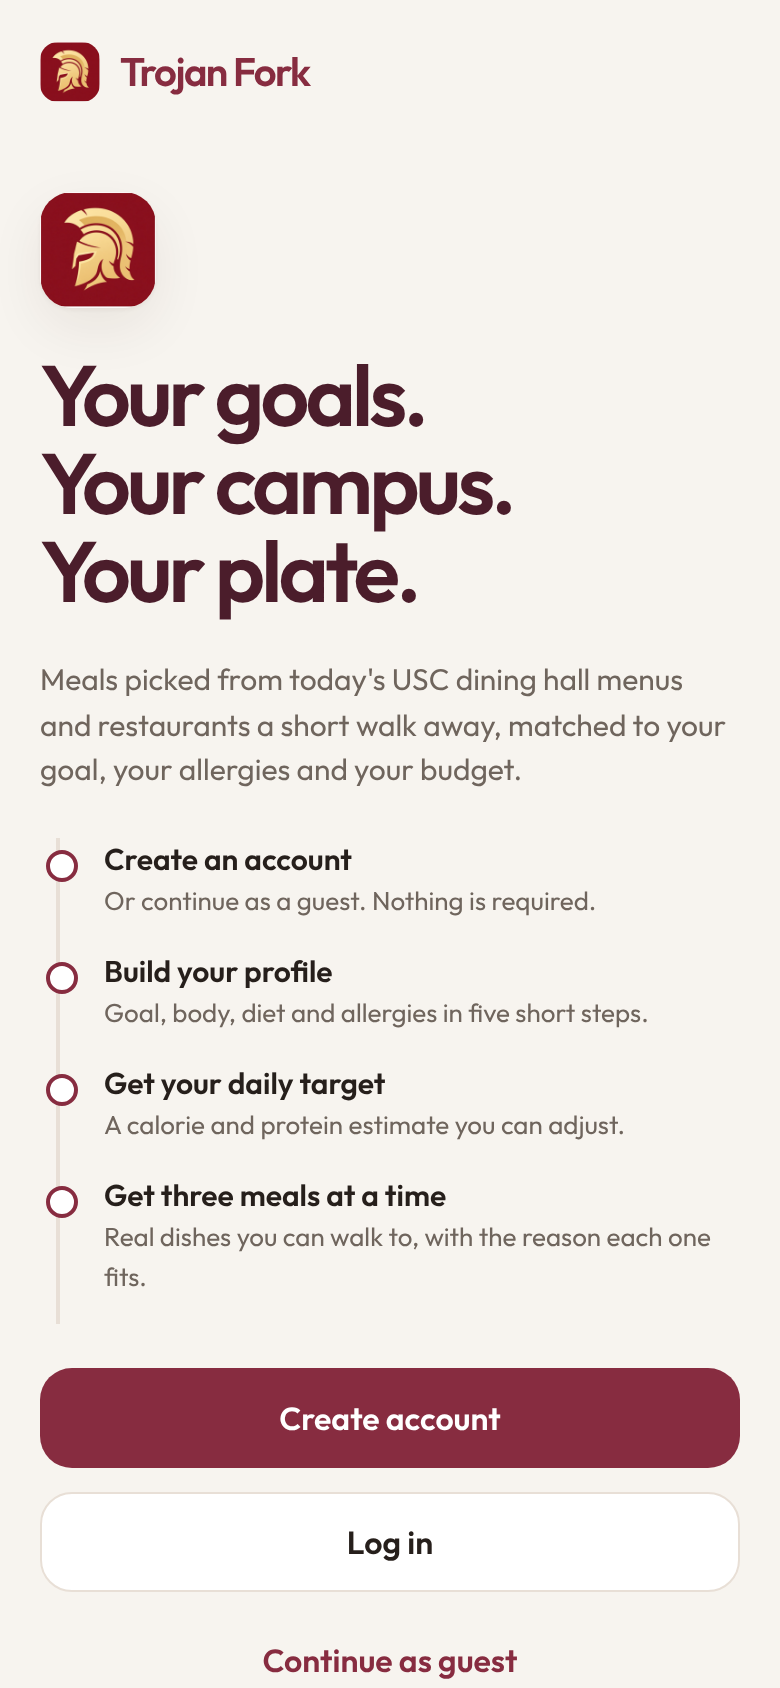 Trojan Fork
Your goals.
Your campus.
Your plate.
Meals picked from today's USC dining hall menus
and restaurants a short walk away, matched to your
goal, your allergies and your budget.
Create an account
Or continue as a guest. Nothing is required.
Build your profile
Goal, body, diet and allergies in five short steps.
Get your daily target
A calorie and protein estimate you can adjust.
Get three meals at a time
Real dishes you can walk to, with the reason each one
fits.
Create account
Log in
Continue as guest